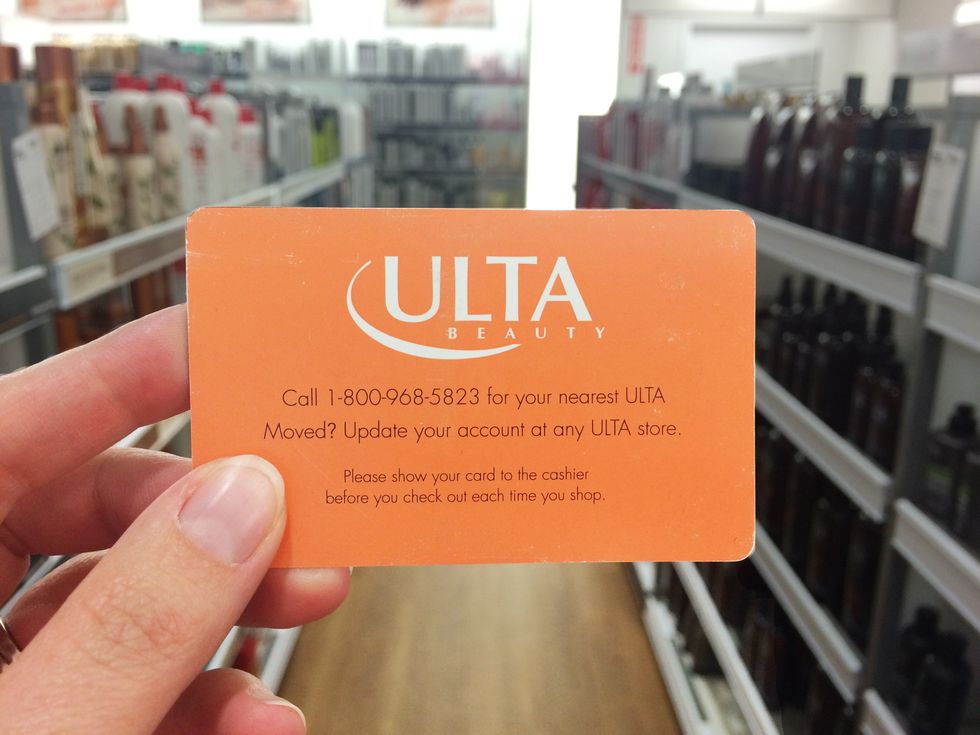 ULTA
BEAUTY
Call 1-800-968-5823 for your nearest ULTA
Moved? Update your account at any ULTA store.
Please show your card to the cashier
before you check out each time you shop.